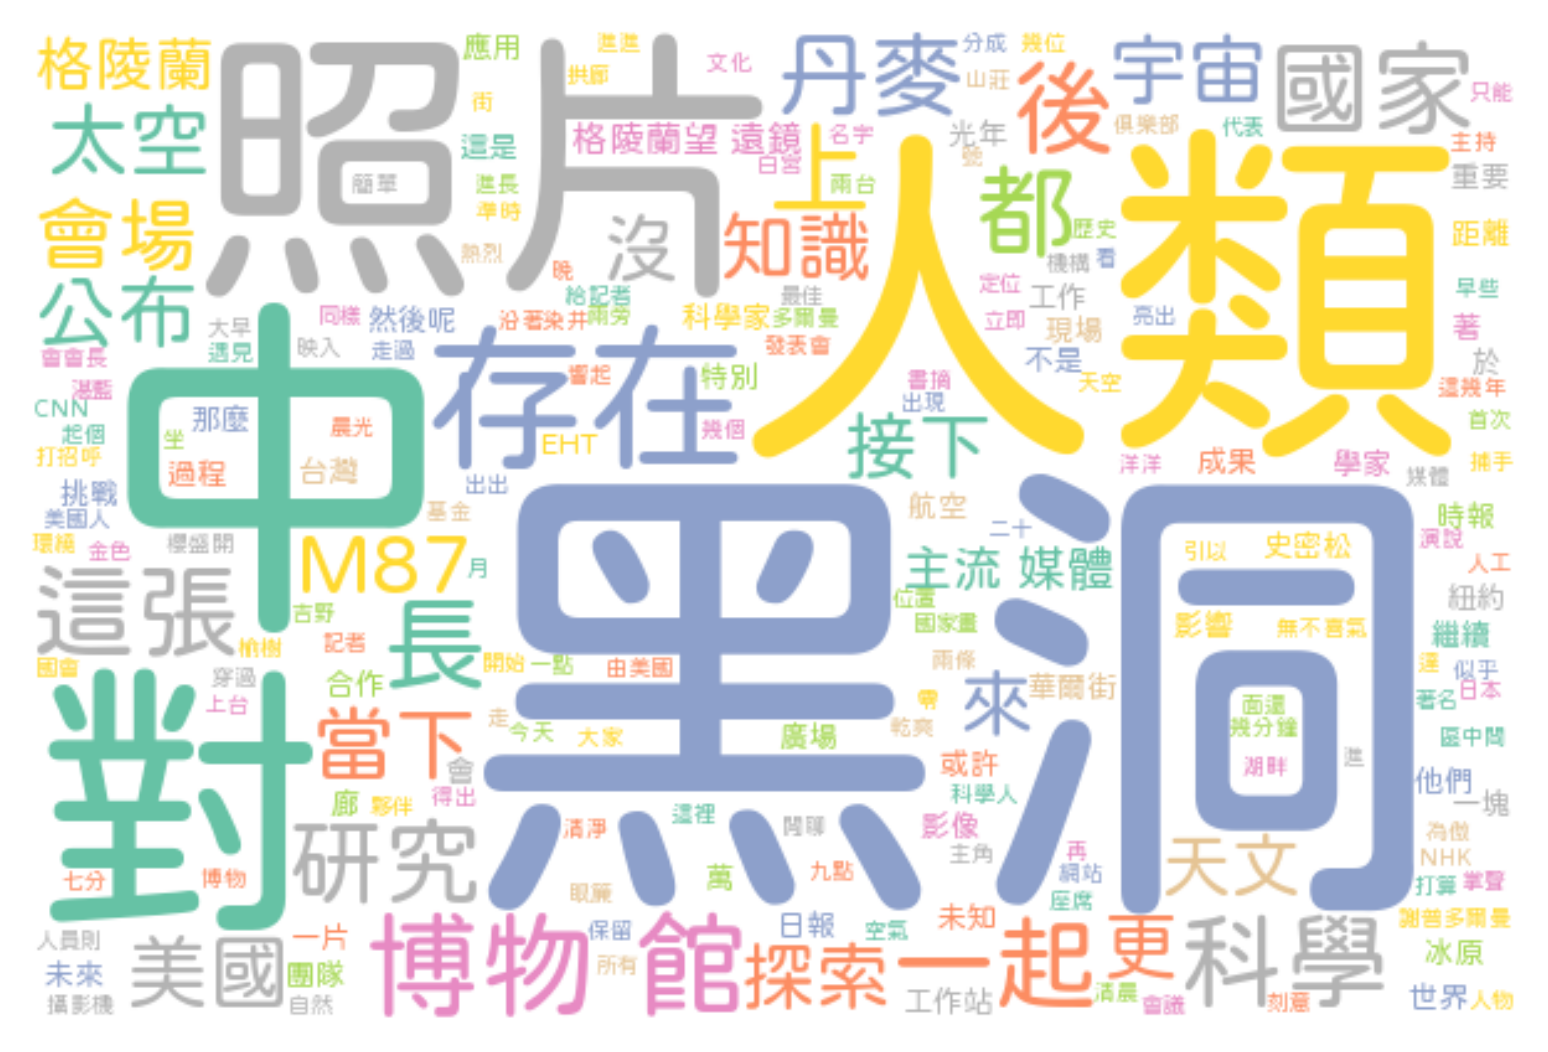 格陵蘭
照片
應用
進進
拱廊
文化
丹麥
分成
幾位
山莊
後
宇宙
國家
只能
街
太空
這是
格陵蘭望 遠鏡
名字
光年
俱樂部
代表
主持
白宮
上
人類
重要
簡單
進長
兩台
都
準時
會場
沒
知識
歷史
距離
熱烈
機構
看
晚
定位
早些
公布
給記者
最佳
工作
同樣
然後呢
沿著染井
雨旁
科學家
多爾曼
立即
現場
亮出
著
大早
中
發表會
會會長
遇見
映入
走過
存在
不是
於
響起
特別
書摘
天空
這幾年
湛藍
CNN
出現
那麼
晨光
幾個
接下
首次
起個
坐
EHT
打招呼
過程
台灣
洋洋
成果
學家
捕手
挑戰
出出
媒體
美國人
基金
黑洞
航空
時報
環繞
金色
櫻盛開
M87
二十
引以
史密松
演說
月
主流 媒體
人工
這張
位置
紐約
吉野
長
國家畫
影響
無不喜氣
繼續
榆樹
記者
國會
開始
一點
由美國
兩條
達
似乎
穿過
合作
來
華爾街
日本
對
上台
零
面還
著名
當下
走
今天
大家
廣場
乾爽
幾分鐘
區中間
會
或許
湖畔
進
他們
廊
夥伴
得出
科學人
一塊
研究
清淨
這裡
閒聊
影像
為傲
主角
再
天文
NHK
七分
博物
眼簾
萬
九點
網站
打算
掌聲
座席
人員則
一片
博物館
保留
日報
空氣
未知
更
科學
謝普多爾曼
美國
探索
一起
冰原
未來
團隊
所有
攝影機
自然
工作站
清晨
會議
刻意
世界
人物